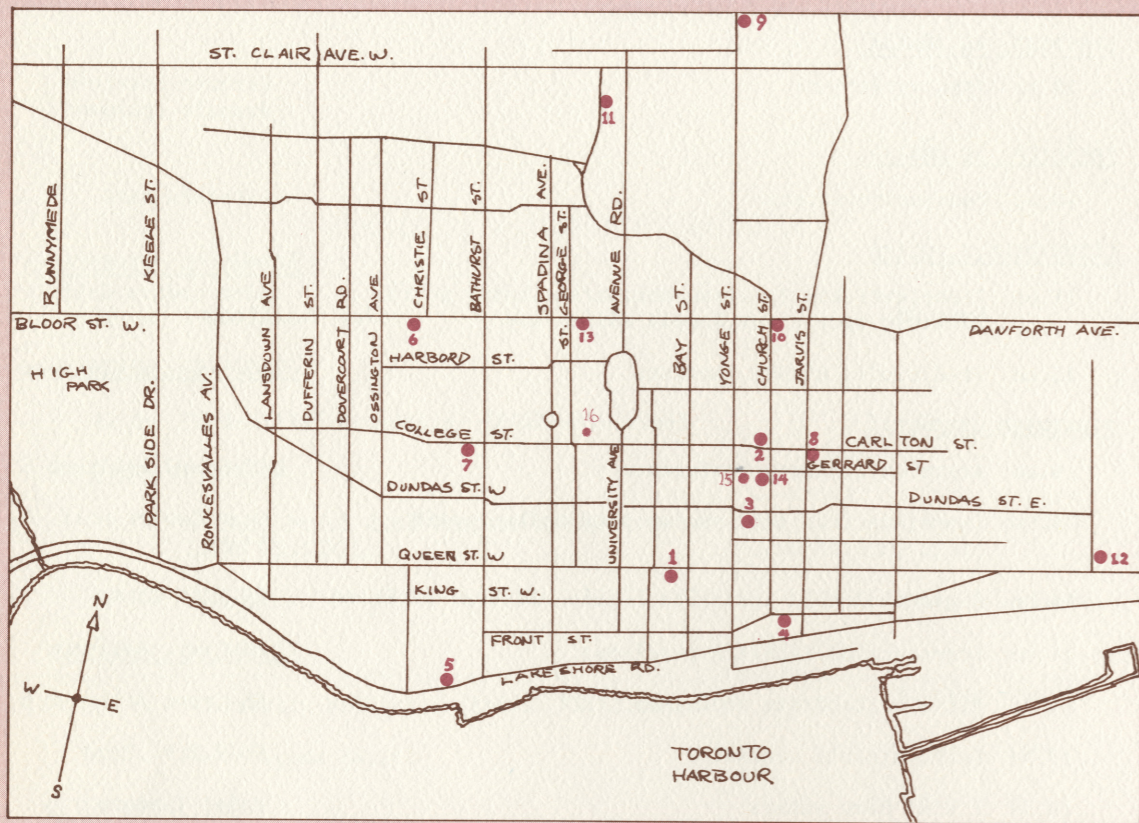 9
ST. CLAIR AVE. W.
11
RUNNYMEDE
KEELE ST.
CHRISTIE ST
BATHURST ST.
SPADINA AVE.
ST. GEORGE ST.
AVENUE RD.
LANSDOWN AVE
DUFFERIN ST.
DOVERCOURT RD.
OSSINGTON AVE
BAY ST.
YONGE ST.
CHURCH ST.
JARVIS ST.
BLOOR ST. W.
6
13
10
DANFORTH AVE.
HARBORD ST.
HIGH
PARK
PARK SIDE DR.
RONCESVALLES AV.
16
COLLEGE ST.
7
2
8
CARLTON ST.
GERRARD ST
15
14
DUNDAS ST. W
3
DUNDAS ST. E.
UNIVERSITY AVE
QUEEN ST. W
1
12
KING ST. W.
4
FRONT ST.
5
LAKESHORE RD.
N
W
E
S
TORONTO
HARBOUR